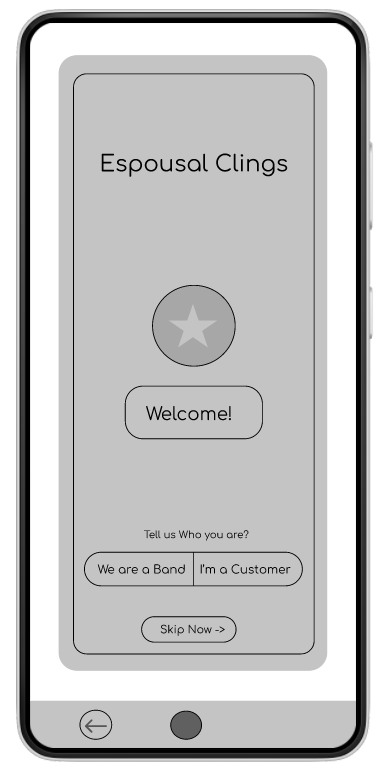 Espousal Clings
Welcome!
Tell us Who you are?
We are a Band I'm a Customer
Skip Now ->